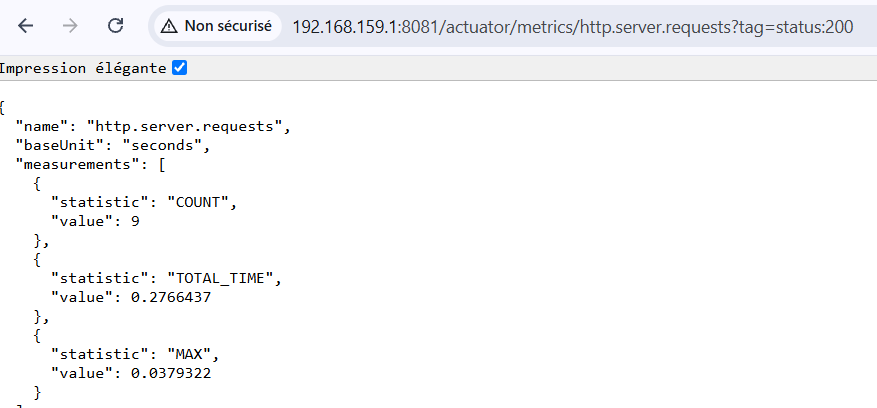 Non sécurisé 192.168.159.1:8081/actuator/metrics/http.server.requests?tag=status:200
Impression élégante
{
  "name": "http.server.requests",
  "baseUnit": "seconds",
  "measurements": [
    {
      "statistic": "COUNT",
      "value": 9
    },
    {
      "statistic": "TOTAL_TIME",
      "value": 0.2766437
    },
    {
      "statistic": "MAX",
      "value": 0.0379322
    }